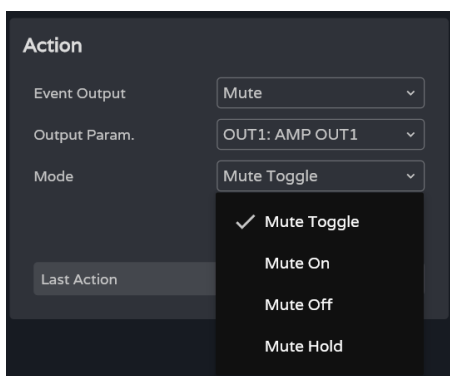 Action
Event Output Mute
Output Param. OUT1: AMP OUT1
Mode Mute Toggle
Mute Toggle
Mute On
Last Action
Mute Off
Mute Hold